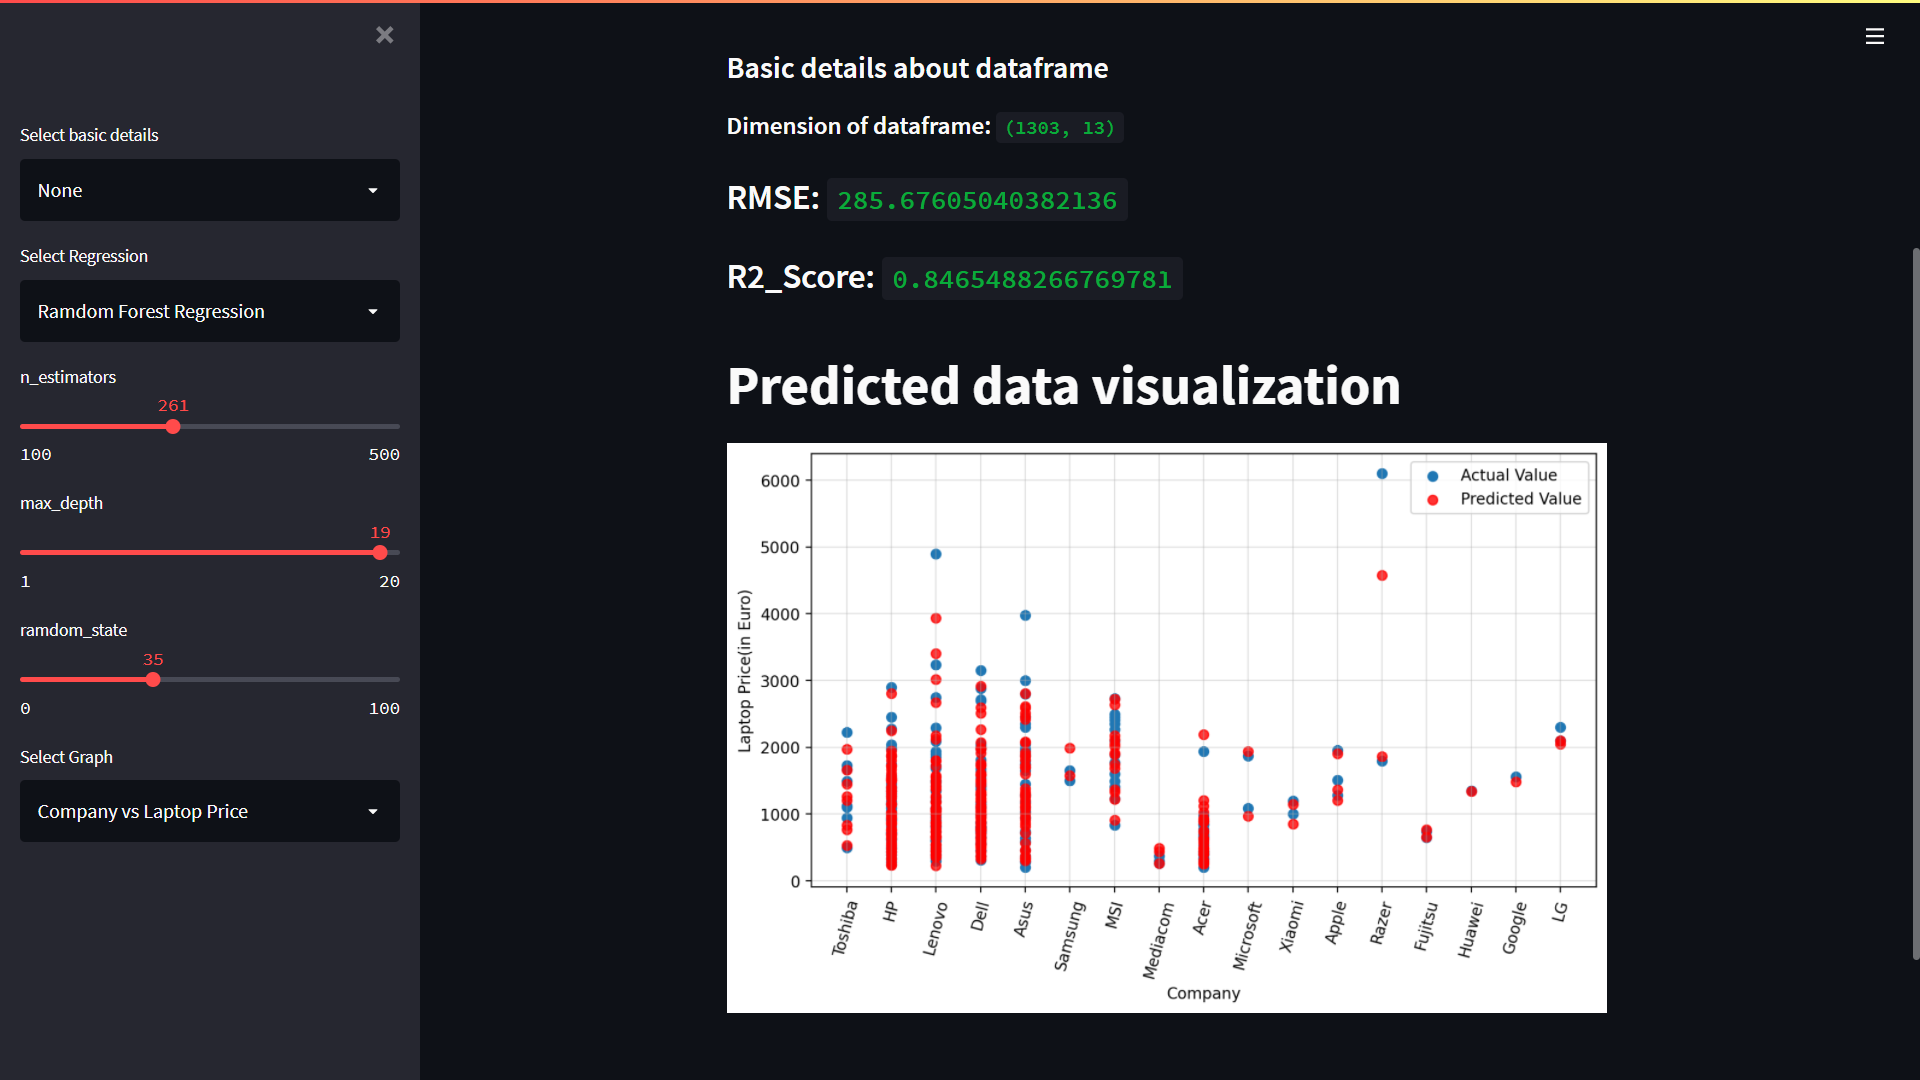 Select basic details
None
Select Regression
Ramdom Forest Regression
n_estimators
261
100 500
max_depth
19
1 20
ramdom_state
35
0 100
Select Graph
Company vs Laptop Price
Basic details about dataframe
Dimension of dataframe: (1303, 13)
RMSE: 285.67605040382136
R2_Score: 0.8465488266769781
Predicted data visualization
Actual Value
Predicted Value
6000
5000
4000
3000
2000
1000
0
Laptop Price(in Euro)
Toshiba
HP
Lenovo
Dell
Asus
Samsung
MSI
Mediacom
Acer
Microsoft
Xiaomi
Apple
Razer
Fujitsu
Huawei
Google
LG
Company